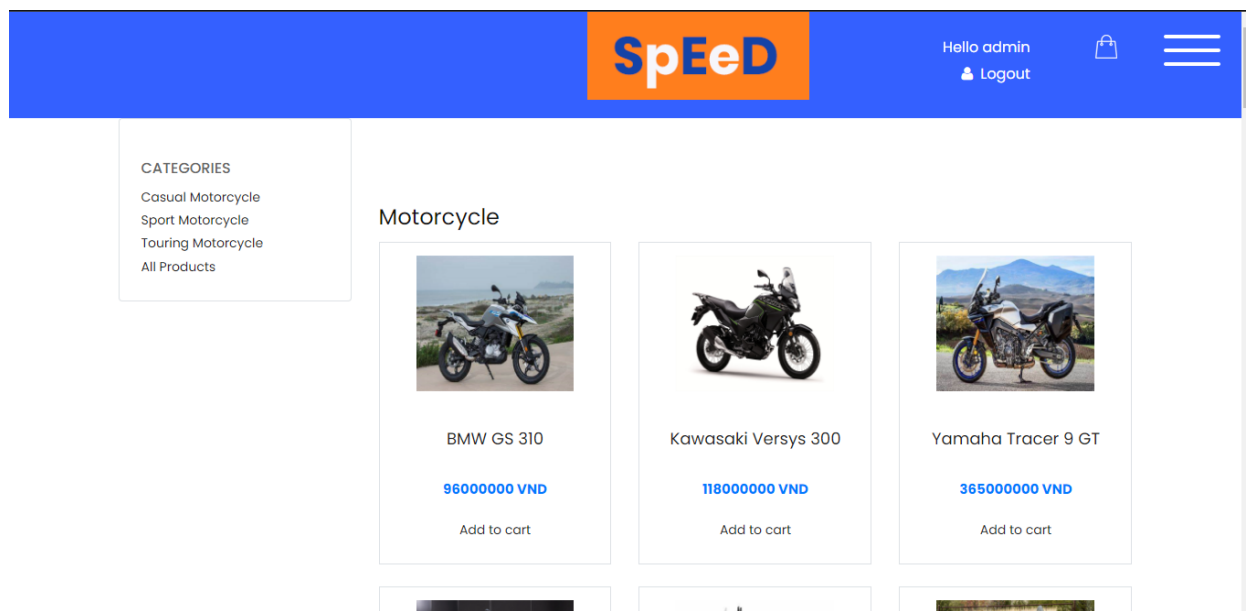 SpEeD
Hello admin
Logout
CATEGORIES
Casual Motorcycle
Sport Motorcycle
Touring Motorcycle
All Products
Motorcycle
BMW GS 310
96000000 VND
Add to cart
Kawasaki Versys 300
118000000 VND
Add to cart
Yamaha Tracer 9 GT
365000000 VND
Add to cart